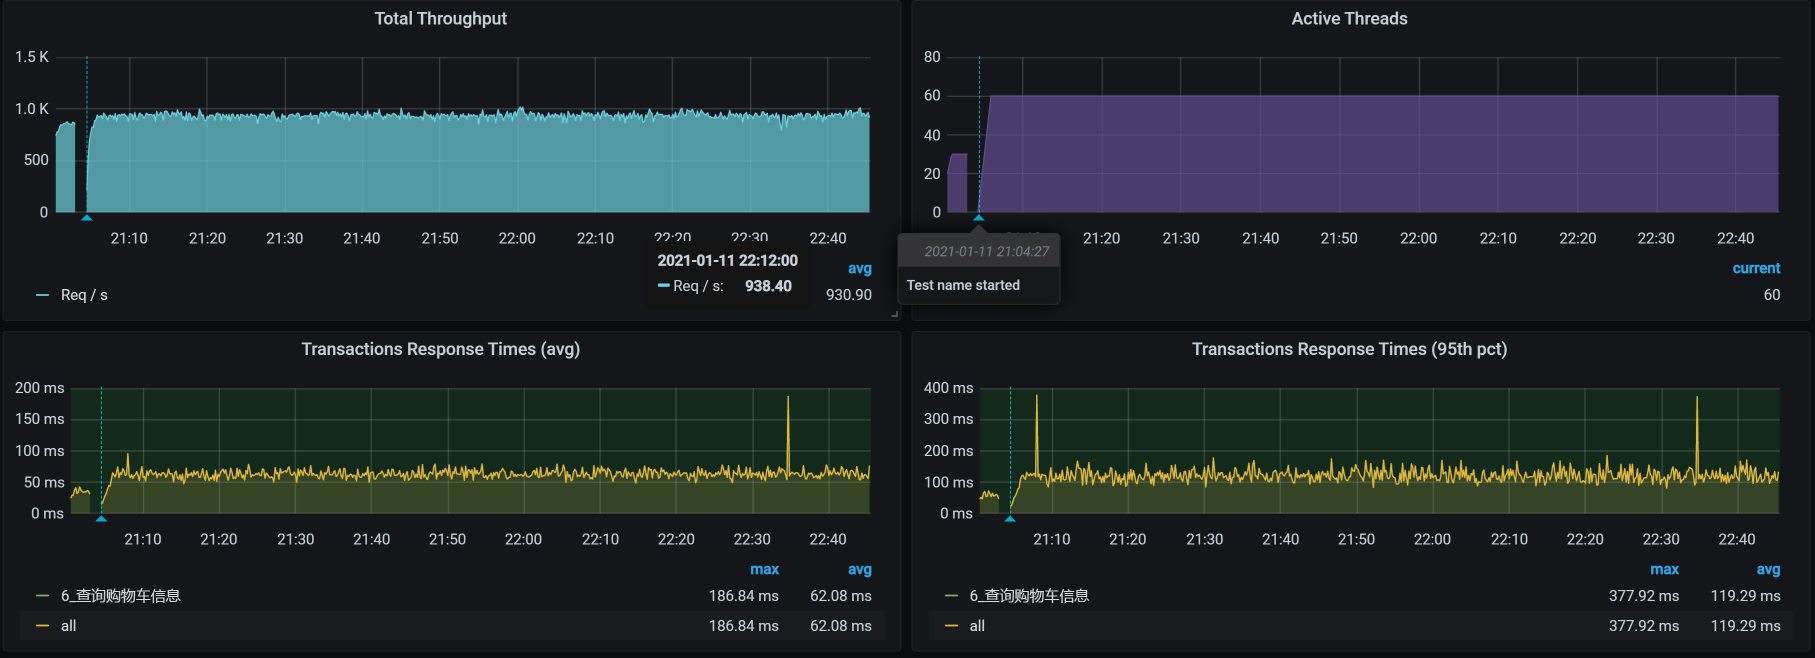 Total Throughput
1.5 K
1.0 K
500
0
21:10 21:20 21:30 21:40 21:50 22:00 22:10 22:20 22:30 22:40
2021-01-11 22:12:00
Req / s: 938.40
avg
Req / s 930.90
Active Threads
80
60
40
20
0
21:20 21:30 21:40 21:50 22:00 22:10 22:20 22:30 22:40
2021-01-11 21:04:27
Test name started
current
60
Transactions Response Times (avg)
200 ms
150 ms
100 ms
50 ms
0 ms
21:10 21:20 21:30 21:40 21:50 22:00 22:10 22:20 22:30 22:40
max avg
6_查询购物车信息 186.84 ms 62.08 ms
all 186.84 ms 62.08 ms
Transactions Response Times (95th pct)
400 ms
300 ms
200 ms
100 ms
0 ms
21:10 21:20 21:30 21:40 21:50 22:00 22:10 22:20 22:30 22:40
max avg
6_查询购物车信息 377.92 ms 119.29 ms
all 377.92 ms 119.29 ms